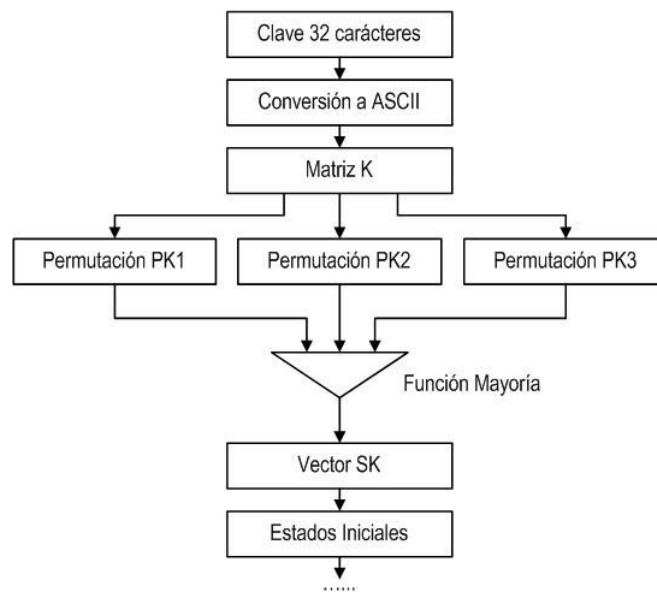 Clave 32 carácteres
Conversión a ASCII
Matriz K
Permutación PK1
Permutación PK2
Permutación PK3
Función Mayoría
Vector SK
Estados Iniciales
......